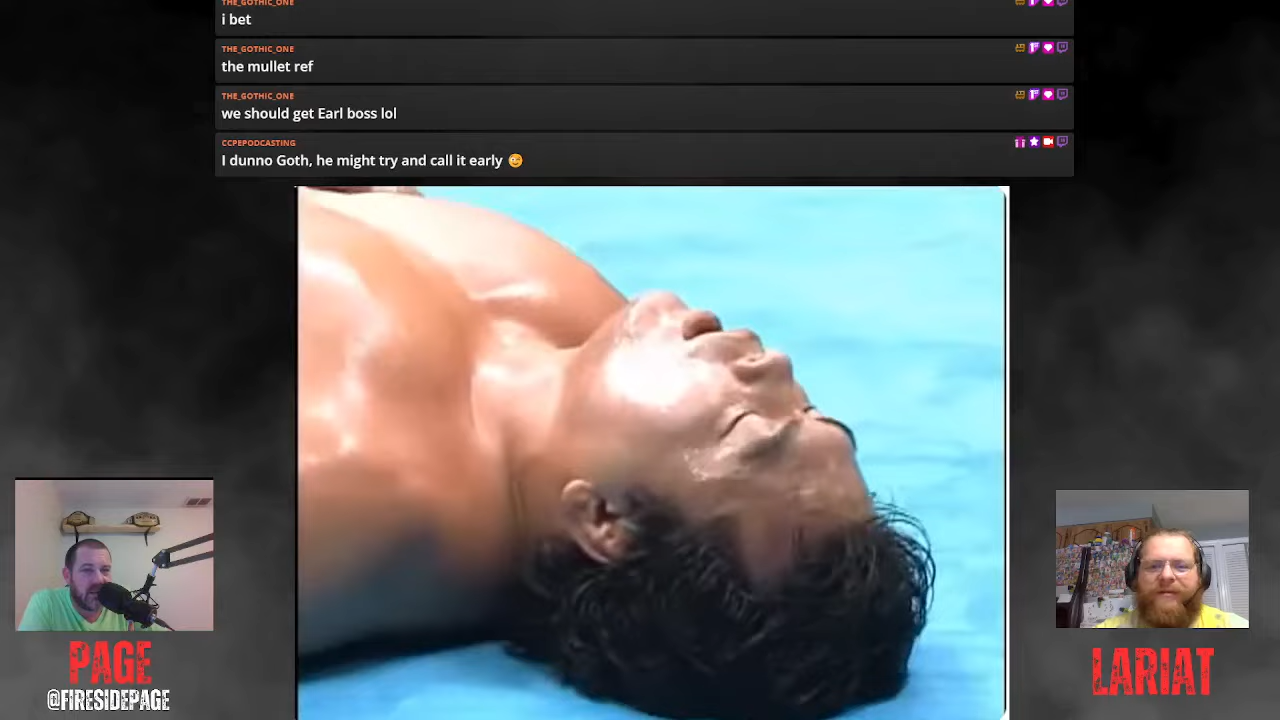 THE_GOTHIC_ONE
i bet
THE_GOTHIC_ONE
the mullet ref
THE_GOTHIC_ONE
we should get Earl boss lol
CCPEPODCASTING
I dunno Goth, he might try and call it early
PAGE
@FIRESIDEPAGE
LARIAT